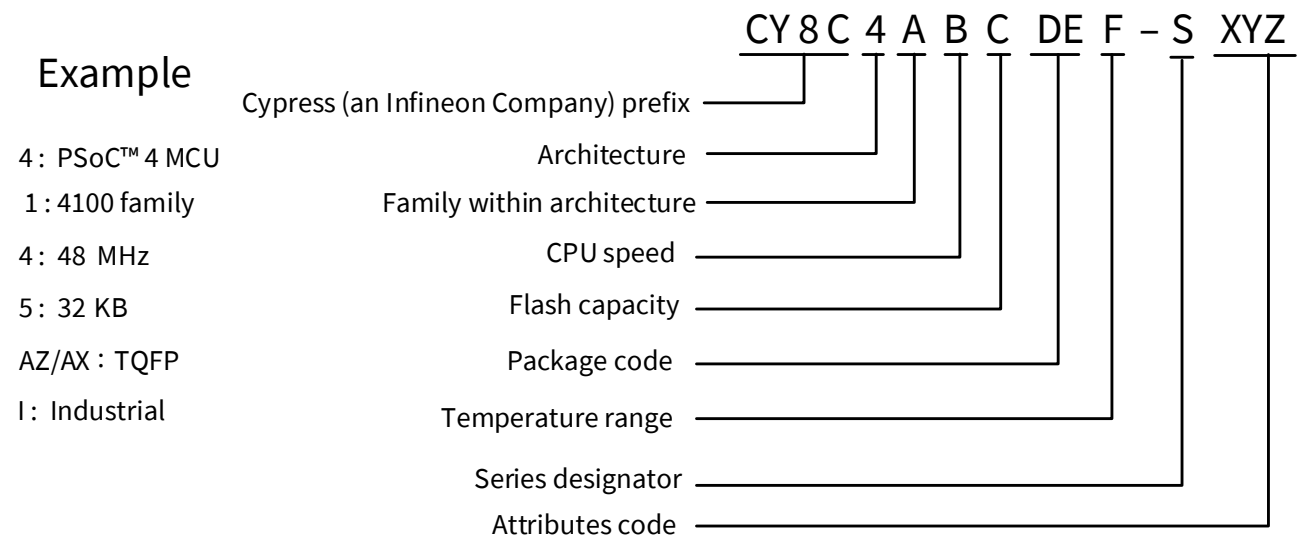 CY 8 C 4 A B C DE F – S XYZ
Example
Cypress (an Infineon Company) prefix
4 : PSoC™ 4 MCU
Architecture
1 : 4100 family
Family within architecture
4 : 48 MHz
CPU speed
5 : 32 KB
Flash capacity
AZ/AX : TQFP
Package code
I : Industrial
Temperature range
Series designator
Attributes code